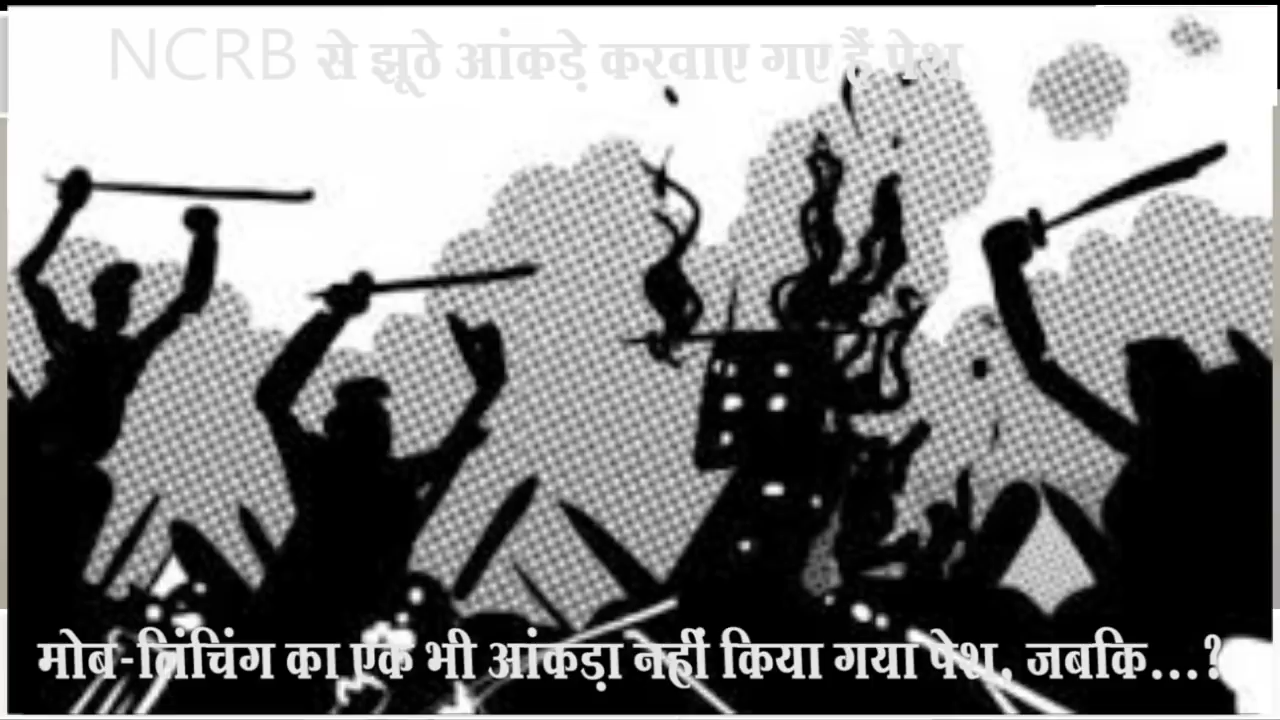 NCRB से झूठे आंकड़े करवाए गए हैं पेश
मोब-लिंचिंग का एक भी आंकड़ा नहीं किया गया पेश, जबकि...?